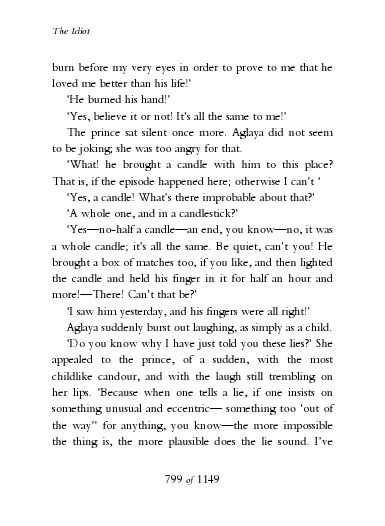 The Idiot
burn before my very eyes in order to prove to me that he
loved me better than his life!'
'He burned his hand!'
'Yes, believe it or not! It's all the same to me!'
The prince sat silent once more. Aglaya did not seem
to be joking; she was too angry for that.
'What! he brought a candle with him to this place?
That is, if the episode happened here; otherwise I can't '
'Yes, a candle! What's there improbable about that?'
'A whole one, and in a candlestick?'
'Yes—no-half a candle—an end, you know—no, it was
a whole candle; it's all the same. Be quiet, can't you! He
brought a box of matches too, if you like, and then lighted
the candle and held his finger in it for half an hour and
more!—There! Can't that be?'
'I saw him yesterday, and his fingers were all right!'
Aglaya suddenly burst out laughing, as simply as a child.
'Do you know why I have just told you these lies?' She
appealed to the prince, of a sudden, with the most
childlike candour, and with the laugh still trembling on
her lips. 'Because when one tells a lie, if one insists on
something unusual and eccentric— something too 'out of
the way'' for anything, you know—the more impossible
the thing is, the more plausible does the lie sound. I've
799 of 1149